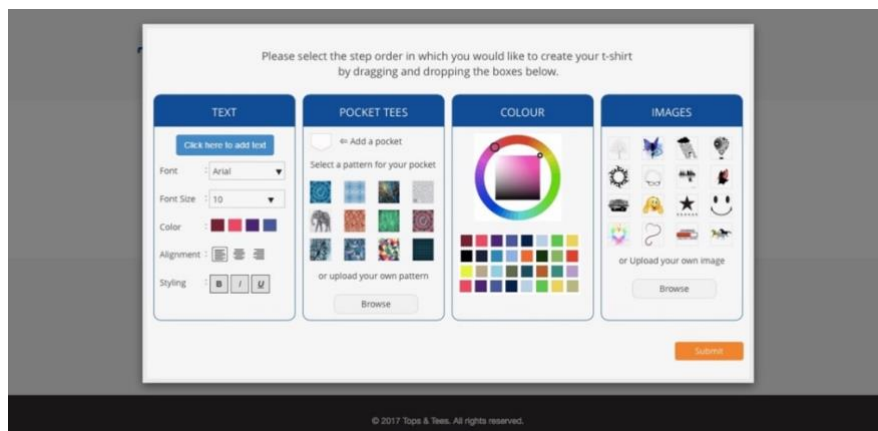 Please select the step order in which you would like to create your t-shirt
by dragging and dropping the boxes below.
TEXT
Click here to add text
Font : Arial
Font Size : 10
Color :
Alignment :
Styling : B I U
POCKET TEES
⇐ Add a pocket
Select a pattern for your pocket
or upload your own pattern
Browse
COLOUR
IMAGES
or Upload your own image
Browse
Submit
© 2017 Tops & Tees. All rights reserved.